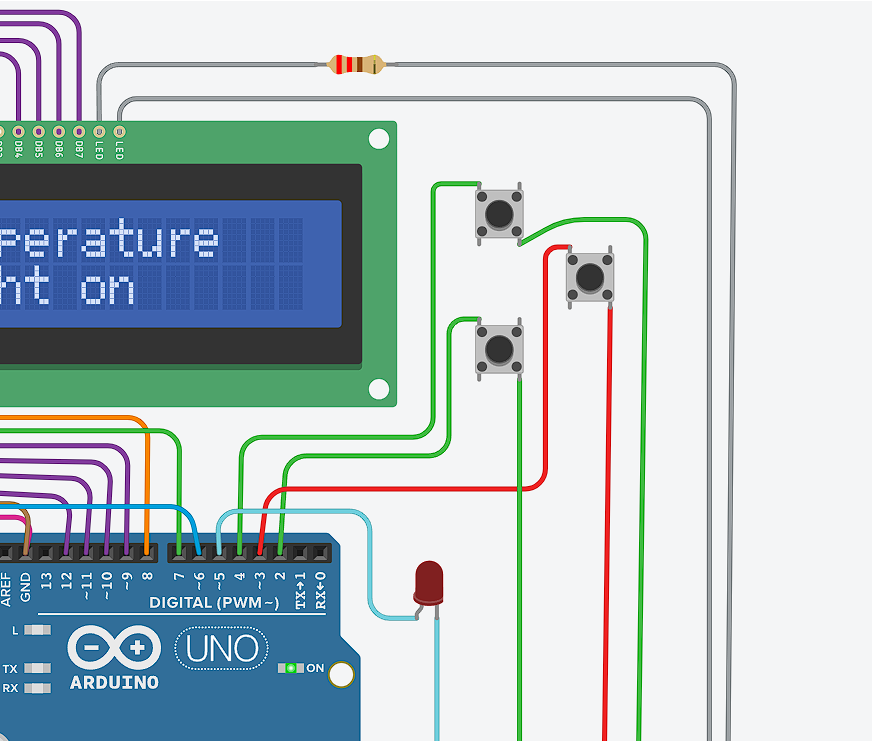 DB4 DB5 DB6 DB7 LED LED
perature
ht on
AREF GND 13 12 ~11 ~10 ~9 8 7 ~6 ~5 4 ~3 2 TX→1 RX←0
DIGITAL (PWM~)
L
TX
RX
UNO
ON
ARDUINO